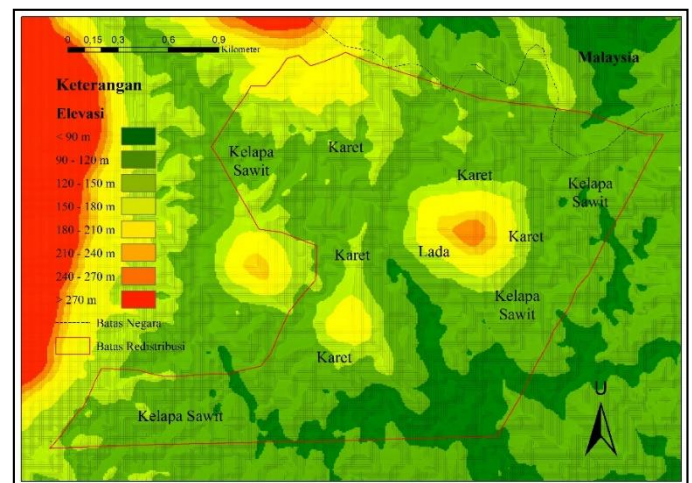 0 0,15 0,3 0,6 0,9
Kilometer
Malaysia
Keterangan
Elevasi
< 90 m
90 - 120 m
120 - 150 m
150 - 180 m
180 - 210 m
210 - 240 m
240 - 270 m
> 270 m
Batas Negara
Batas Redistribusi
Kelapa
Sawit
Karet
Karet
Kelapa
Sawit
Karet
Lada
Karet
Kelapa
Sawit
Karet
Kelapa Sawit
U